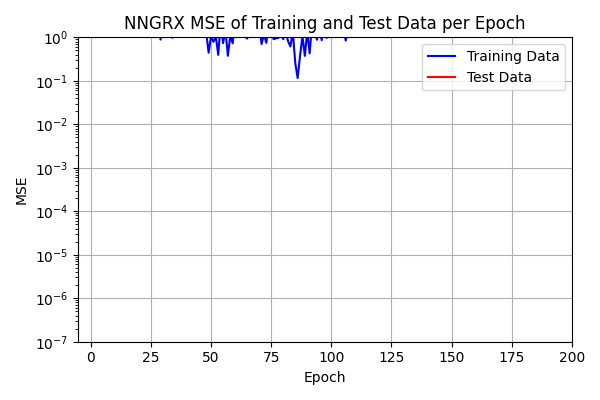 NNGRX MSE of Training and Test Data per Epoch
10⁰
10⁻¹
10⁻²
10⁻³
10⁻⁴
10⁻⁵
10⁻⁶
10⁻⁷
MSE
Training Data
Test Data
0 25 50 75 100 125 150 175 200
Epoch